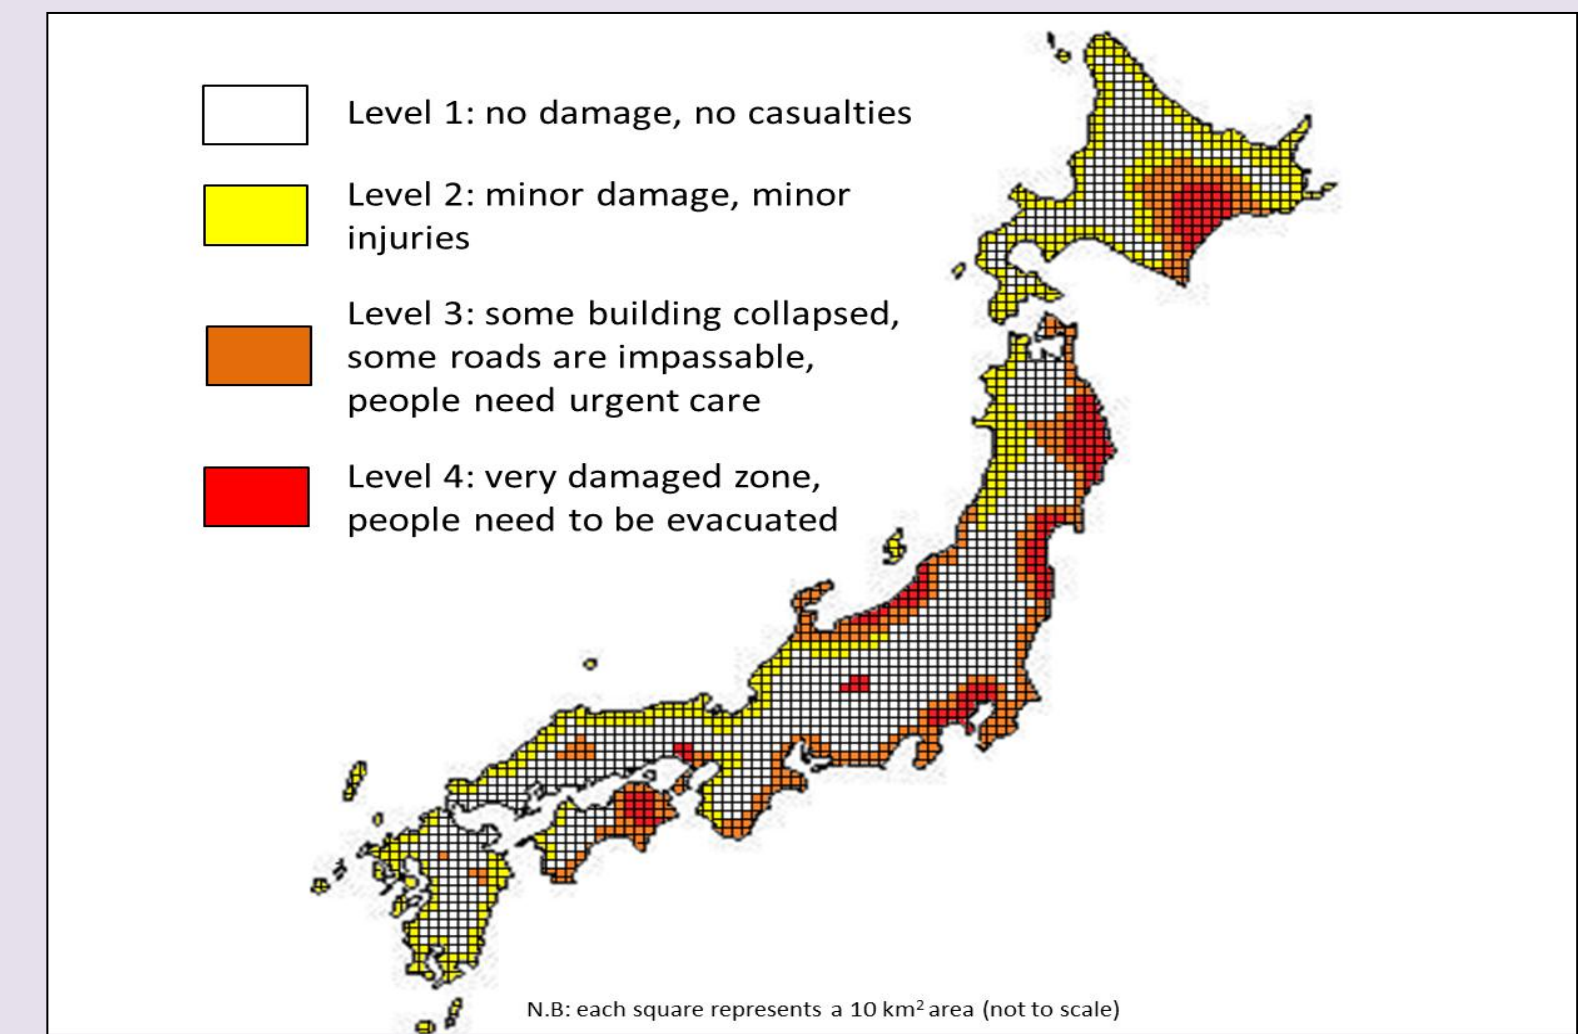 Level 1: no damage, no casualties
Level 2: minor damage, minor
injuries
Level 3: some building collapsed,
some roads are impassable,
people need urgent care
Level 4: very damaged zone,
people need to be evacuated
N.B: each square represents a 10 km² area (not to scale)